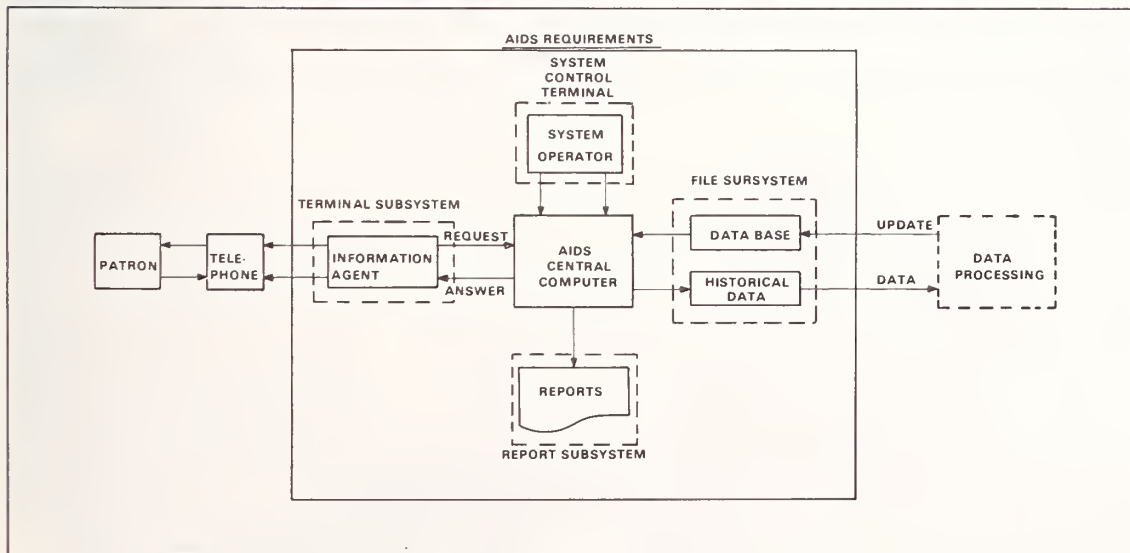 AIDS REQUIREMENTS
SYSTEM
CONTROL
TERMINAL
SYSTEM
OPERATOR
FILE SURSYSTEM
TERMINAL SUBSYSTEM
PATRON
TELE-
PHONE
INFORMATION
AGENT
REQUEST
ANSWER
AIDS
CENTRAL
COMPUTER
DATA BASE
HISTORICAL
DATA
UPDATE
DATA
DATA
PROCESSING
REPORTS
REPORT SUBSYSTEM